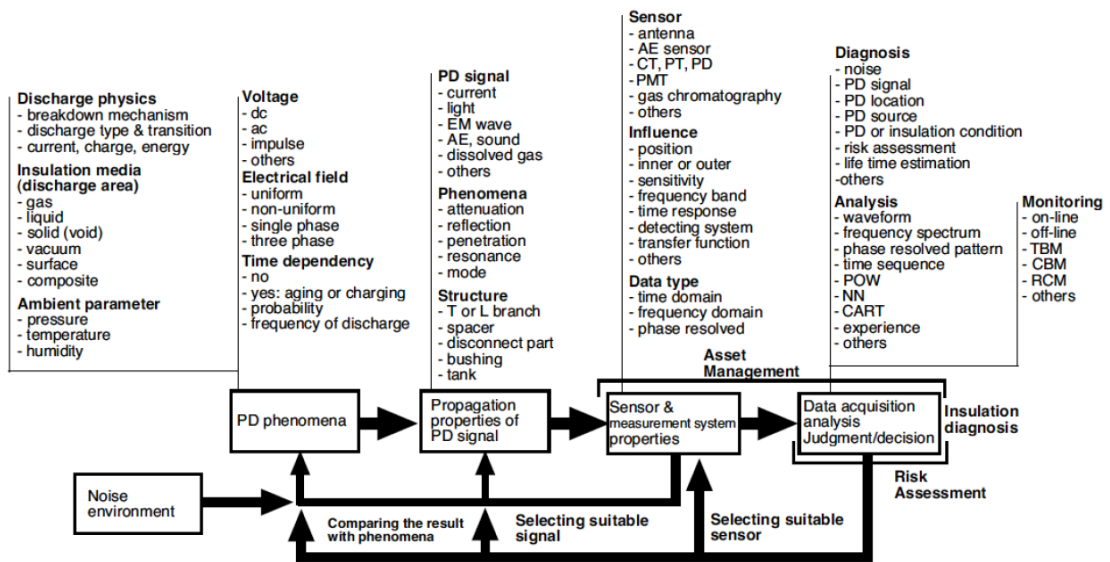 Discharge physics
- breakdown mechanism
- discharge type & transition
- current, charge, energy
Insulation media
(discharge area)
- gas
- liquid
- solid (void)
- vacuum
- surface
- composite
Ambient parameter
- pressure
- temperature
- humidity
Voltage
- dc
- ac
- impulse
- others
Electrical field
- uniform
- non-uniform
- single phase
- three phase
Time dependency
- no
- yes: aging or charging
- probability
- frequency of discharge
PD signal
- current
- light
- EM wave
- AE, sound
- dissolved gas
- others
Phenomena
- attenuation
- reflection
- penetration
- resonance
- mode
Structure
- T or L branch
- spacer
- disconnect part
- bushing
- tank
Sensor
- antenna
- AE sensor
- CT, PT, PD
- PMT
- gas chromatography
- others
Influence
- position
- inner or outer
- sensitivity
- frequency band
- time response
- detecting system
- transfer function
- others
Data type
- time domain
- frequency domain
- phase resolved
Diagnosis
- noise
- PD signal
- PD location
- PD source
- PD or insulation condition
- risk assessment
- life time estimation
-others
Analysis
- waveform
- frequency spectrum
- phase resolved pattern
- time sequence
- POW
- NN
- CART
- experience
- others
Monitoring
- on-line
- off-line
- TBM
- CBM
- RCM
- others
Asset
Management
PD phenomena
Propagation
properties of
PD signal
Sensor &
measurement system
properties
Data acquisition
analysis
Judgment/decision
Insulation
diagnosis
Risk
Assessment
Noise
environment
Comparing the result
with phenomena
Selecting suitable
signal
Selecting suitable
sensor